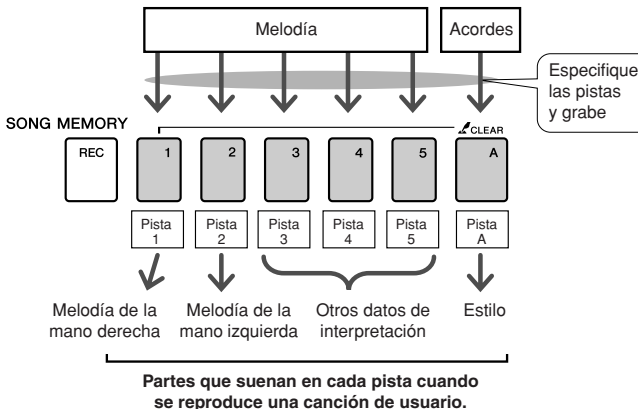 Melodía
Acordes
Especifique
las pistas
y grabe
SONG MEMORY
CLEAR
REC
1
2
3
4
5
A
Pista
1
Pista
2
Pista
3
Pista
4
Pista
5
Pista
A
Melodía de la
mano derecha
Melodía de la
mano izquierda
Otros datos de
interpretación
Estilo
Partes que suenan en cada pista cuando
se reproduce una canción de usuario.